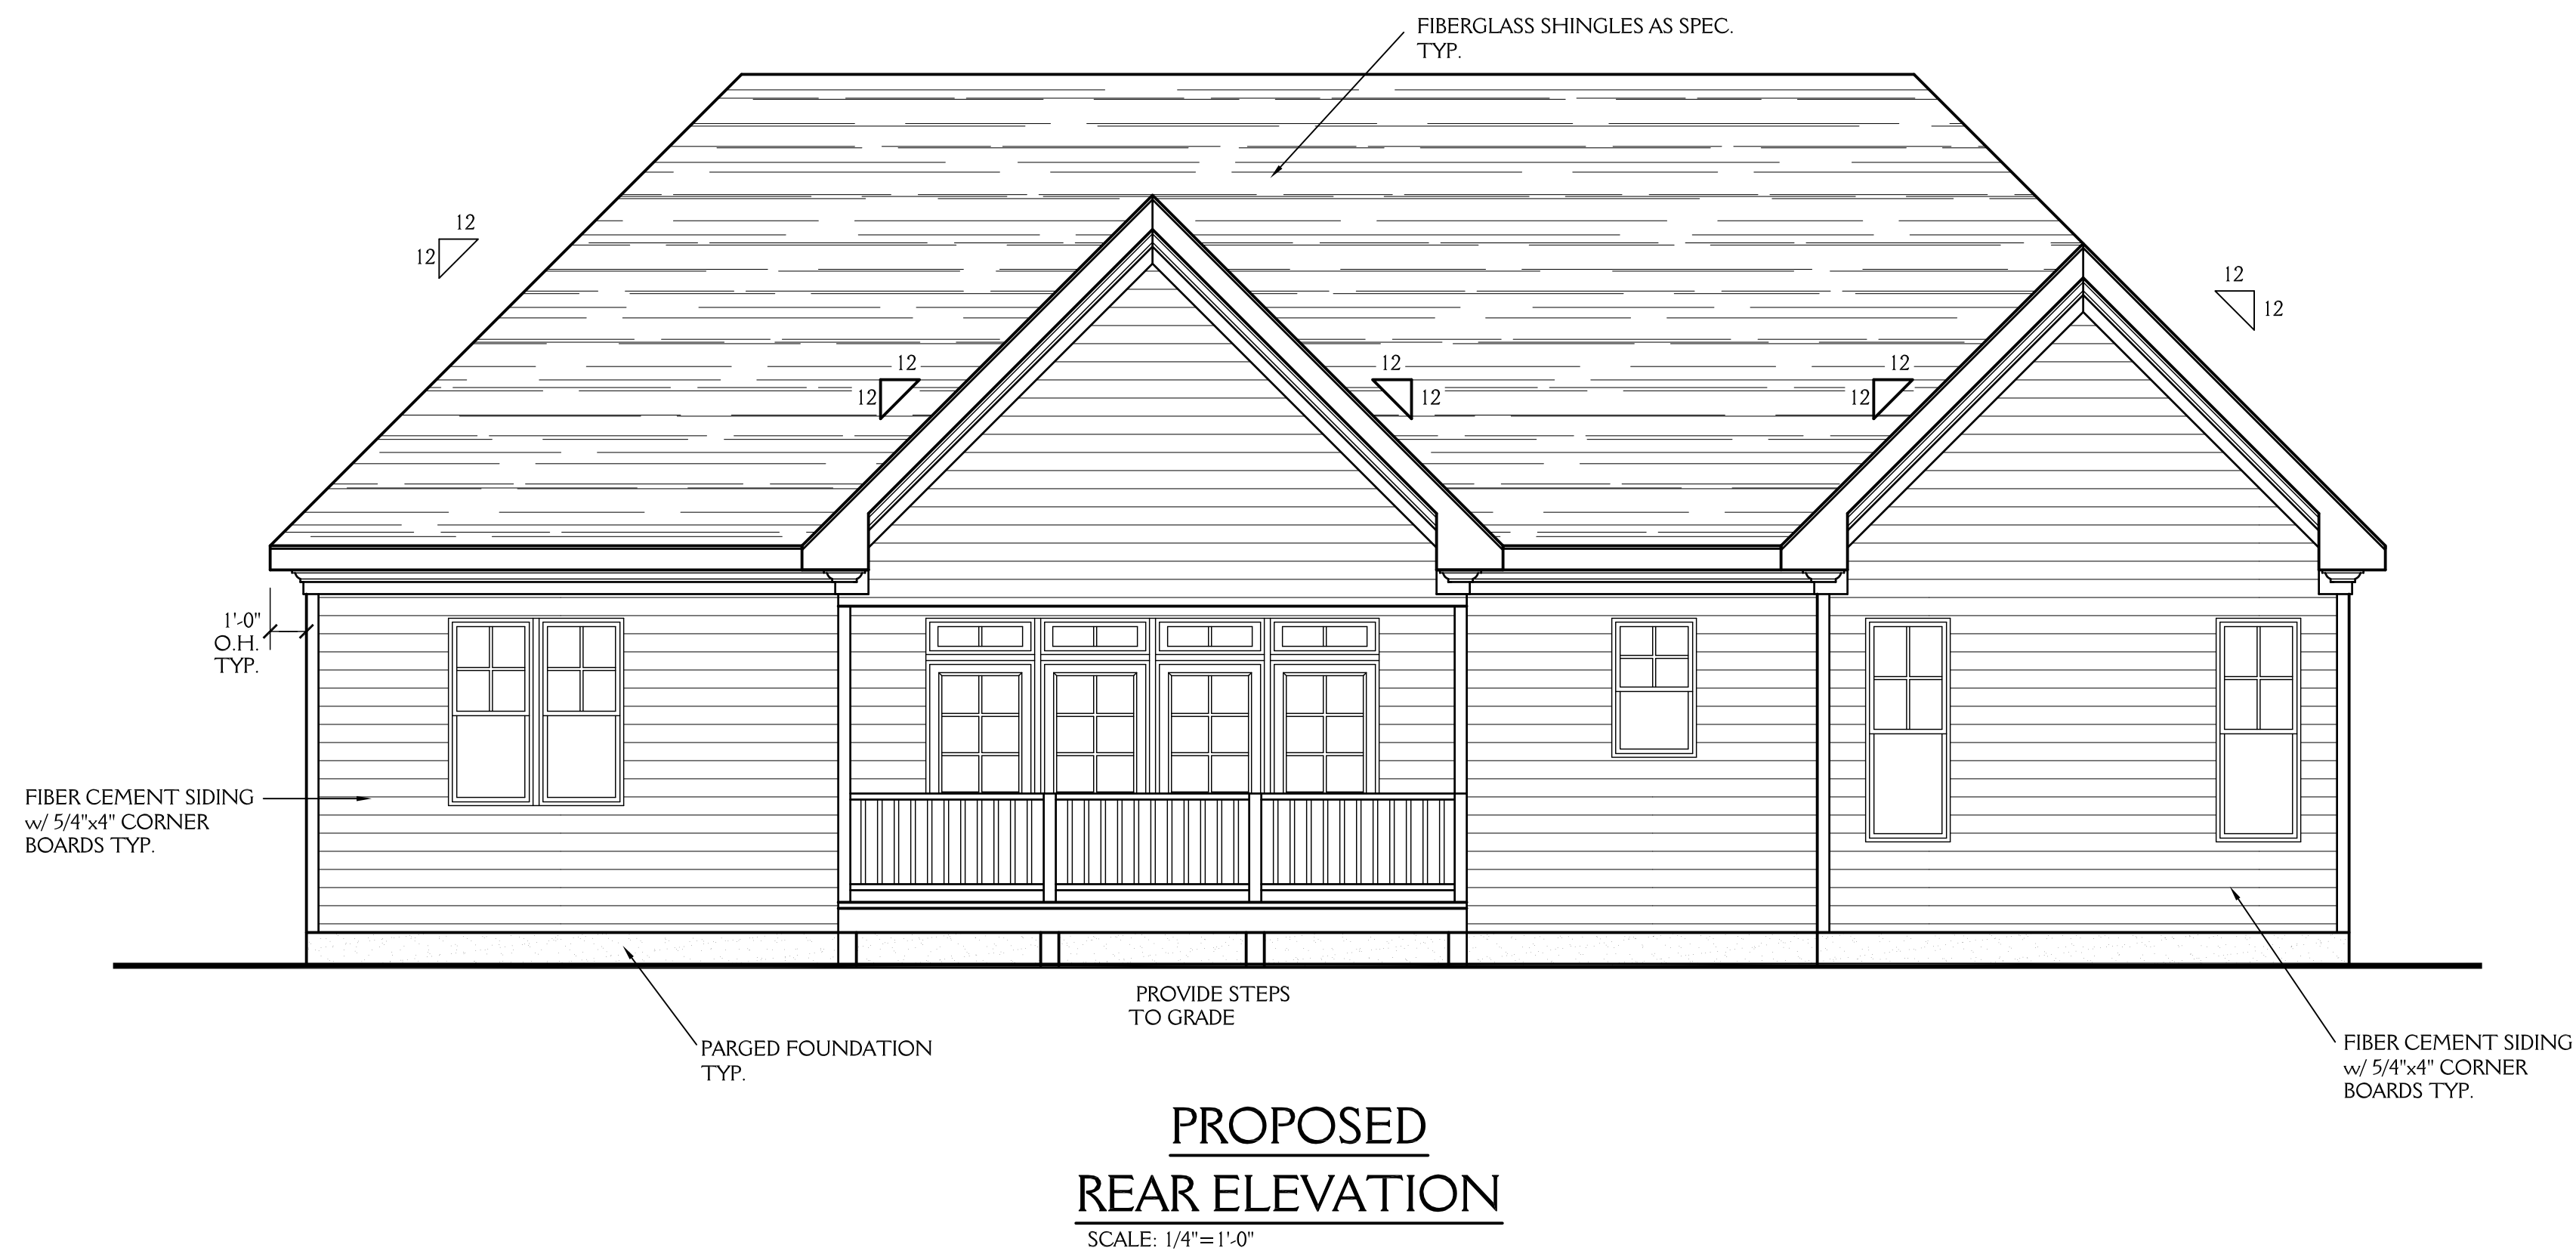 FIBERGLASS SHINGLES AS SPEC.
TYP.
12
12
12
12
12
12
12
12
12
12
1'-0"
O.H.
TYP.
FIBER CEMENT SIDING
w/ 5/4"x4" CORNER
BOARDS TYP.
PROVIDE STEPS
TO GRADE
PARGED FOUNDATION
TYP.
FIBER CEMENT SIDING
w/ 5/4"x4" CORNER
BOARDS TYP.
PROPOSED
REAR ELEVATION
SCALE: 1/4"=1'-0"